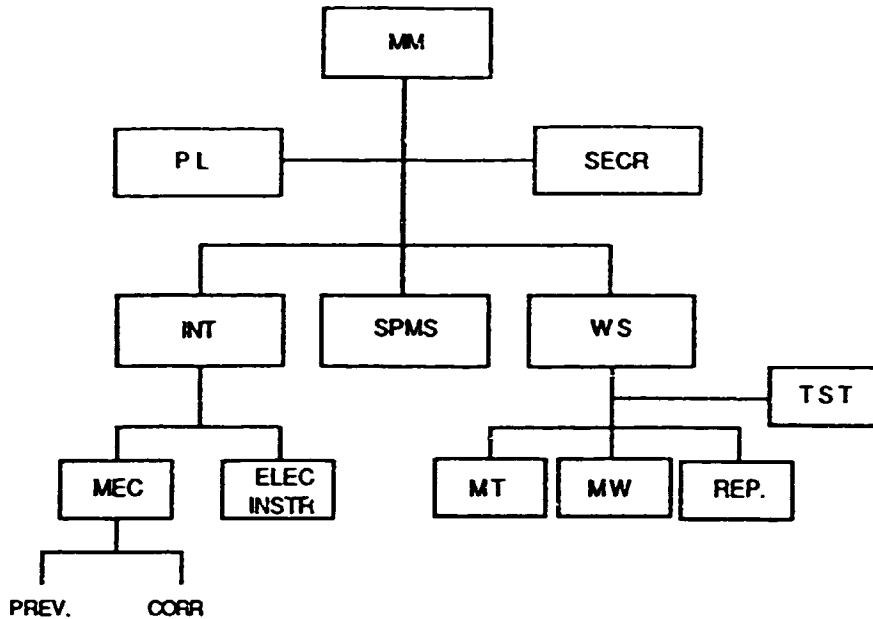 MM
PL
SECR
INT
SPMS
WS
TST
MEC
ELEC
INSTR
MT
MW
REP.
PREV.
CORR